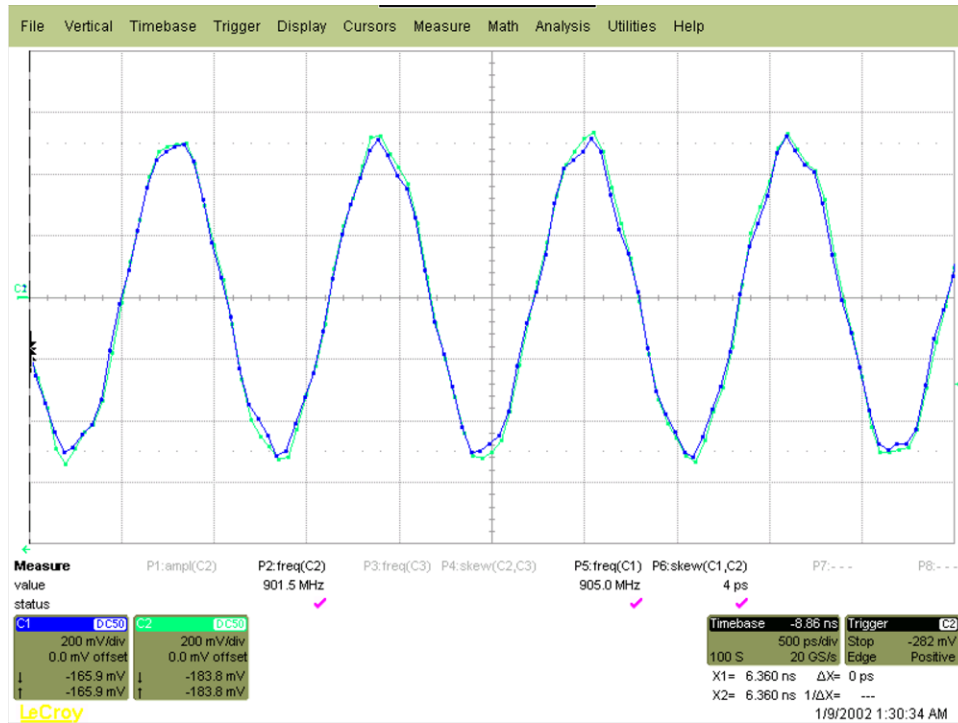 File Vertical Timebase Trigger Display Cursors Measure Math Analysis Utilities Help
Measure P1:ampl(C2) P2:freq(C2) P3:freq(C3) P4:skew(C2,C3) P5:freq(C1) P6:skew(C1,C2) P7:- - - P8:- - -
value 901.5 MHz 905.0 MHz 4 ps
status
C1 DC50 C2 DC50 Timebase -8.86 ns Trigger C2
200 mV/div 200 mV/div 500 ps/div Stop -282 mV
0.0 mV offset 0.0 mV offset 100 S 20 GS/s Edge Positive
-165.9 mV -183.8 mV X1= 6.360 ns ΔX= 0 ps
-165.9 mV -183.8 mV X2= 6.360 ns 1/ΔX= ---
LeCroy 1/9/2002 1:30:34 AM